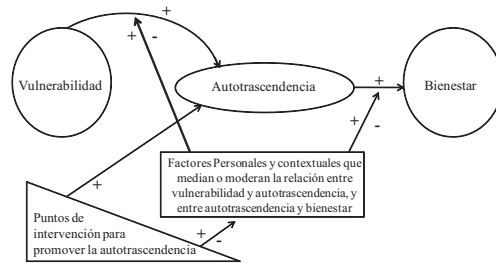 +
+ -
Vulnerabilidad
Autotrascendencia
+
Bienestar
+ -
+
Factores Personales y contextuales que
median o moderan la relación entre
vulnerabilidad y autotrascendencia, y
entre autotrascendencia y bienestar
+
Puntos de
intervención para
promover la autotrascendencia
+ -